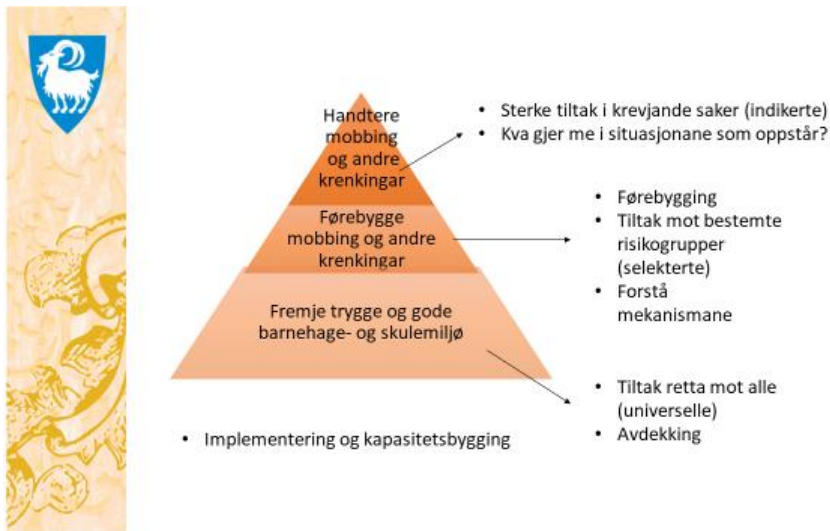 Handtere
mobbing
og andre
krenkingar
• Sterke tiltak i krevjande saker (indikerte)
• Kva gjer me i situasjonane som oppstår?
Førebygge
mobbing og andre
krenkingar
• Førebygging
• Tiltak mot bestemte
risikogrupper
(selekterte)
• Forstå
mekanismane
Fremje trygge og gode
barnehage- og skulemiljø
• Tiltak retta mot alle
(universelle)
• Avdekking
• Implementering og kapasitetsbygging